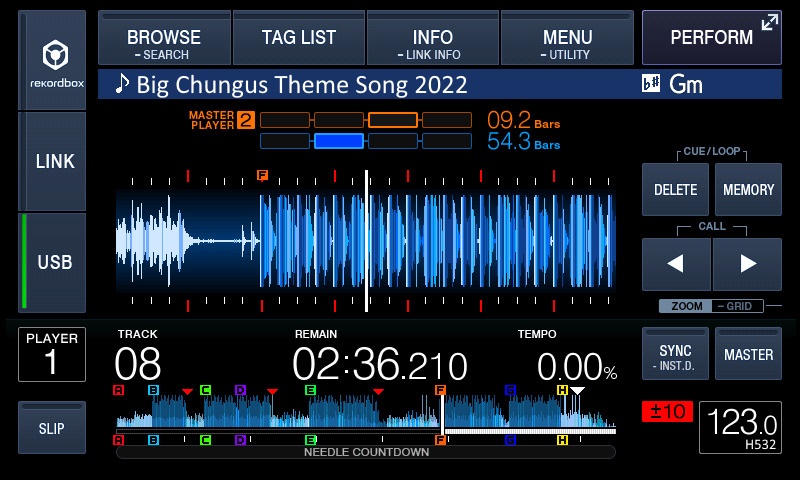 rekordbox
BROWSE
- SEARCH
TAG LIST
INFO
- LINK INFO
MENU
- UTILITY
PERFORM
♪ Big Chungus Theme Song 2022
b# Gm
LINK
MASTER PLAYER 2
09.2 Bars
54.3 Bars
F
CUE/LOOP
DELETE
MEMORY
CALL
USB
ZOOM - GRID
PLAYER
1
TRACK
08
REMAIN
02:36.210
TEMPO
0.00%
SYNC
- INST.D.
MASTER
A B C D E F G H
SLIP
±10
123.0
H532
A B C D E F G H
NEEDLE COUNTDOWN